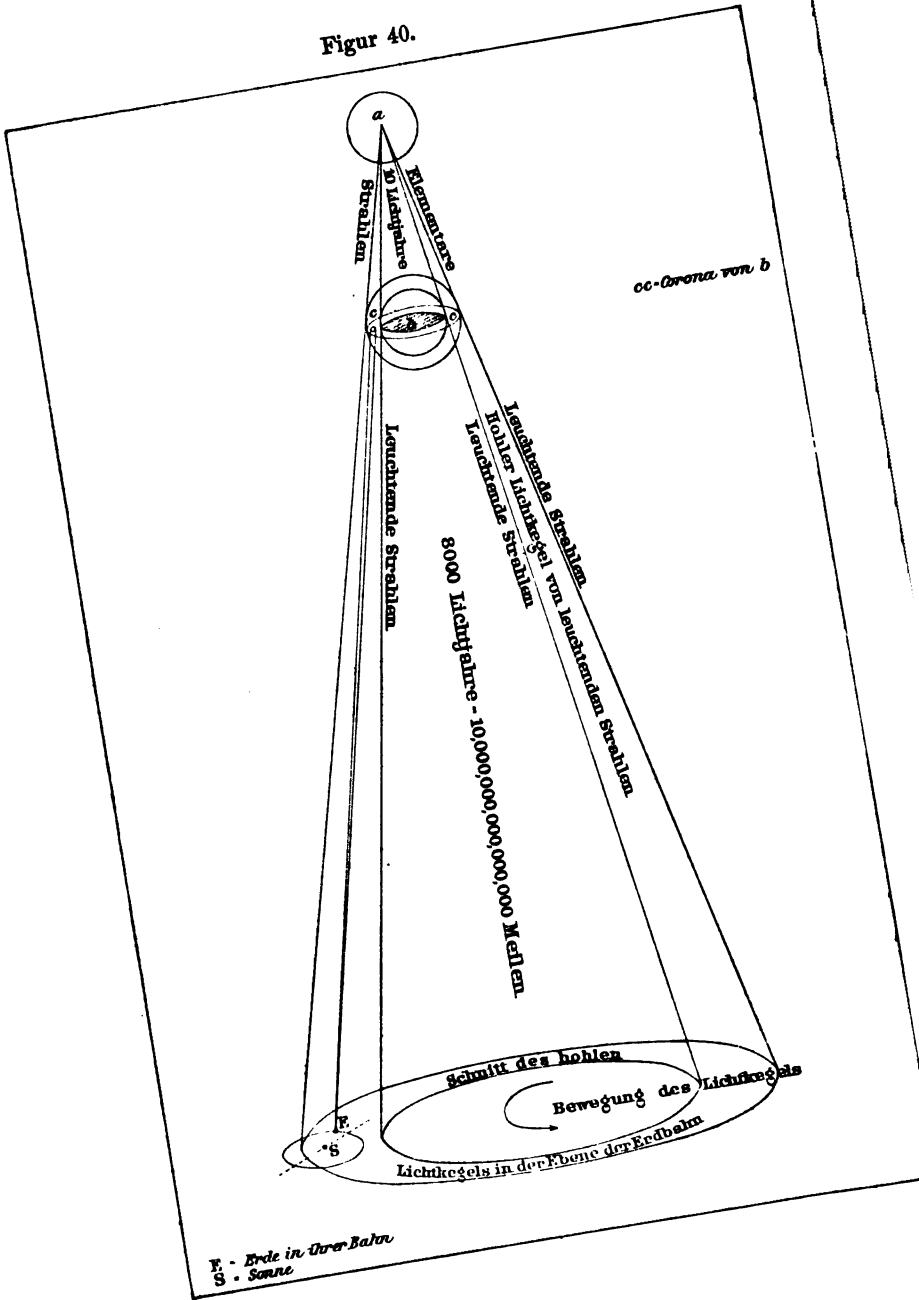 Figur 40.
a
Strahlen
10 Lichtjahre
Elementare
cc-Corona von b
c
c
b
c
Leuchtende Strahlen
Leuchtende Strahlen
Hohler Lichtkegel von leuchtenden Strahlen
Leuchtende Strahlen
8000 Lichtjahre - 10,000,000,000,000,000 Meilen
Schnitt des hohlen
Bewegung des Lichtkegels
Lichtkegels in der Ebene der Erdbahn
E
S
E - Erde in ihrer Bahn
S - Sonne